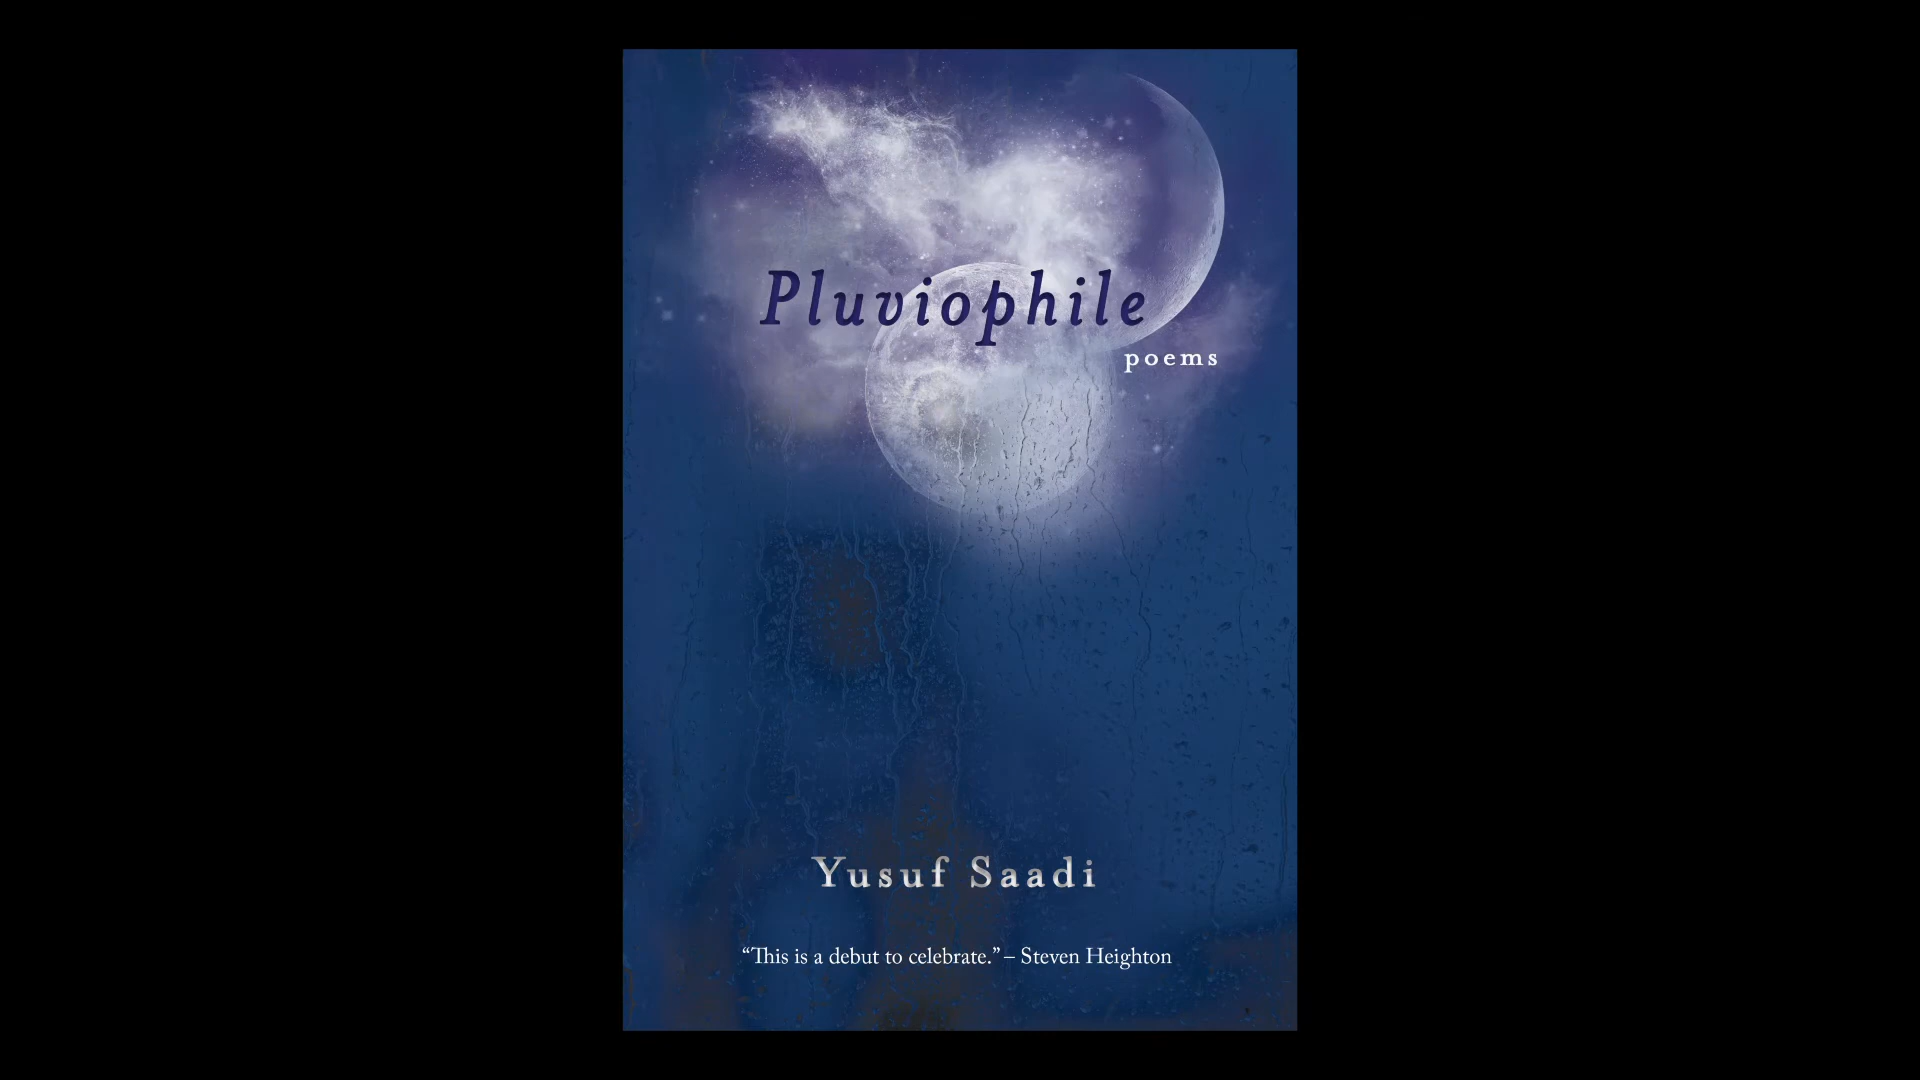 Pluviophile
poems
Yusuf Saadi
“This is a debut to celebrate.” – Steven Heighton